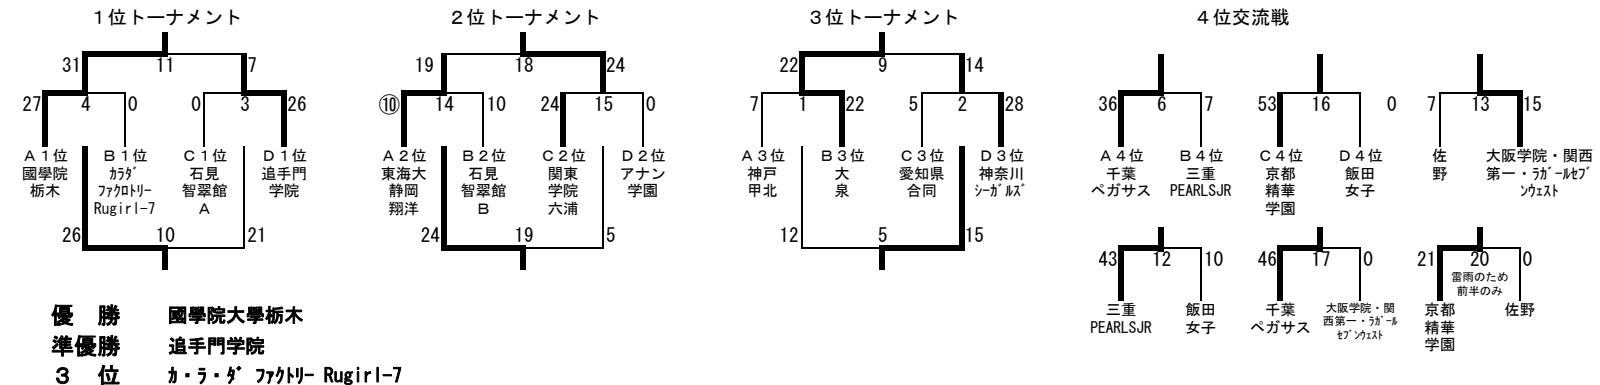 １位トーナメント　２位トーナメント　３位トーナメント　４位交流戦
31 11 7 19 18 24 22 9 14
27 4 0 0 3 26 ⑩ 14 10 24 15 0 7 1 22 5 2 28 36 6 7 53 16 0 7 13 15
Ａ１位 Ｂ１位 Ｃ１位 Ｄ１位 Ａ２位 Ｂ２位 Ｃ２位 Ｄ２位 Ａ３位 Ｂ３位 Ｃ３位 Ｄ３位 Ａ４位 Ｂ４位 Ｃ４位 Ｄ４位 佐 大阪学院・関西
國學院 ｶﾗﾀﾞ 石見 追手門 東海大 石見 関東 アナン 神戸 大 愛知県 神奈川 千葉 三重 京都 飯田 野 第一・ﾗｶﾞｰﾙｾﾌﾞ
栃木 ﾌｧｸﾛﾄﾘｰ 智翠館 学院 静岡 智翠館 学院 学園 甲北 泉 合同 ｼｰｶﾞﾙｽﾞ ペガサス PEARLSJR 精華 女子 ﾝｳｪｽﾄ
Rugirl-7 Ａ 翔洋 Ｂ 六浦 学園
26 10 21 24 19 5 12 5 15 43 12 10 46 17 0 21 20 0
雷雨のため
前半のみ
三重 飯田 千葉 大阪学院・関 京都 佐野
PEARLSJR 女子 ペガサス 西第一・ﾗｶﾞｰﾙ 精華
ｾﾌﾞﾝｳｪｽﾄ 学園
優　勝　國學院大學栃木
準優勝　追手門学院
３　位　ｶ・ﾗ・ﾀﾞ ﾌｧｸﾄﾘｰ Rugirl-7